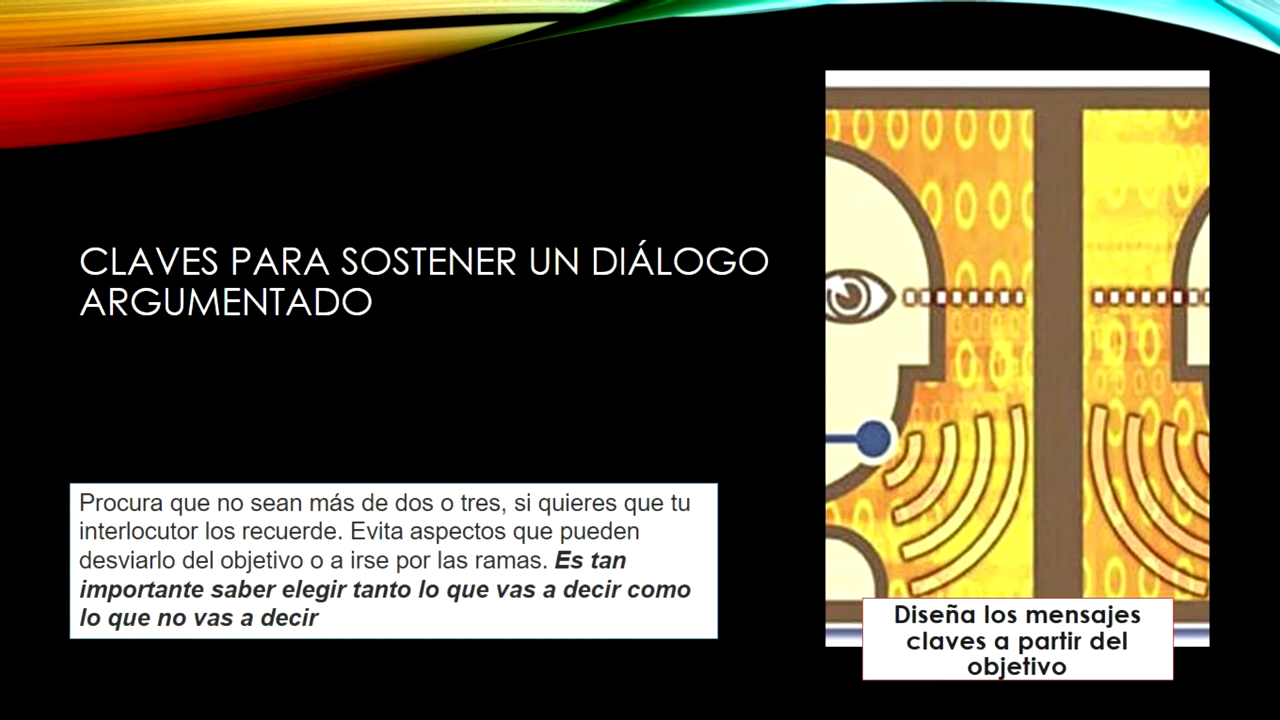 CLAVES PARA SOSTENER UN DIÁLOGO
ARGUMENTADO
Procura que no sean más de dos o tres, si quieres que tu
interlocutor los recuerde. Evita aspectos que pueden
desviarlo del objetivo o a irse por las ramas. Es tan
importante saber elegir tanto lo que vas a decir como
lo que no vas a decir
Diseña los mensajes
claves a partir del
objetivo